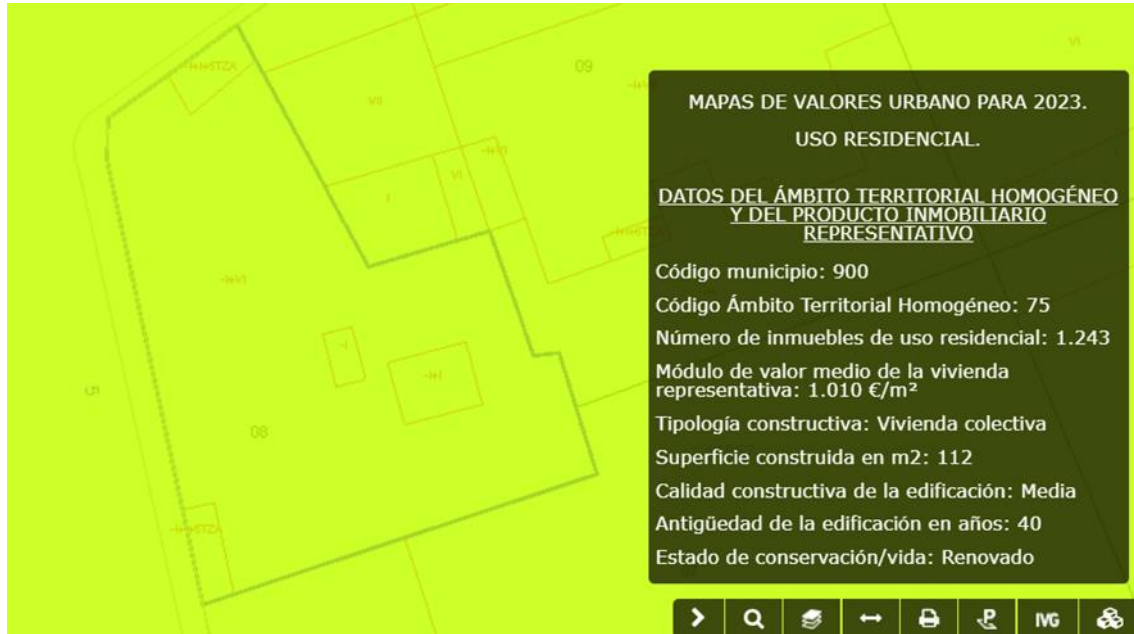 -I+I+STZA
09
VI
VII
VI
I
-I+VI
08
5
MAPAS DE VALORES URBANO PARA 2023.
USO RESIDENCIAL.
DATOS DEL ÁMBITO TERRITORIAL HOMOGÉNEO
Y DEL PRODUCTO INMOBILIARIO
REPRESENTATIVO
Código municipio: 900
Código Ámbito Territorial Homogéneo: 75
Número de inmuebles de uso residencial: 1.243
Módulo de valor medio de la vivienda
representativa: 1.010 €/m²
Tipología constructiva: Vivienda colectiva
Superficie construida en m2: 112
Calidad constructiva de la edificación: Media
Antigüedad de la edificación en años: 40
Estado de conservación/vida: Renovado
IVG